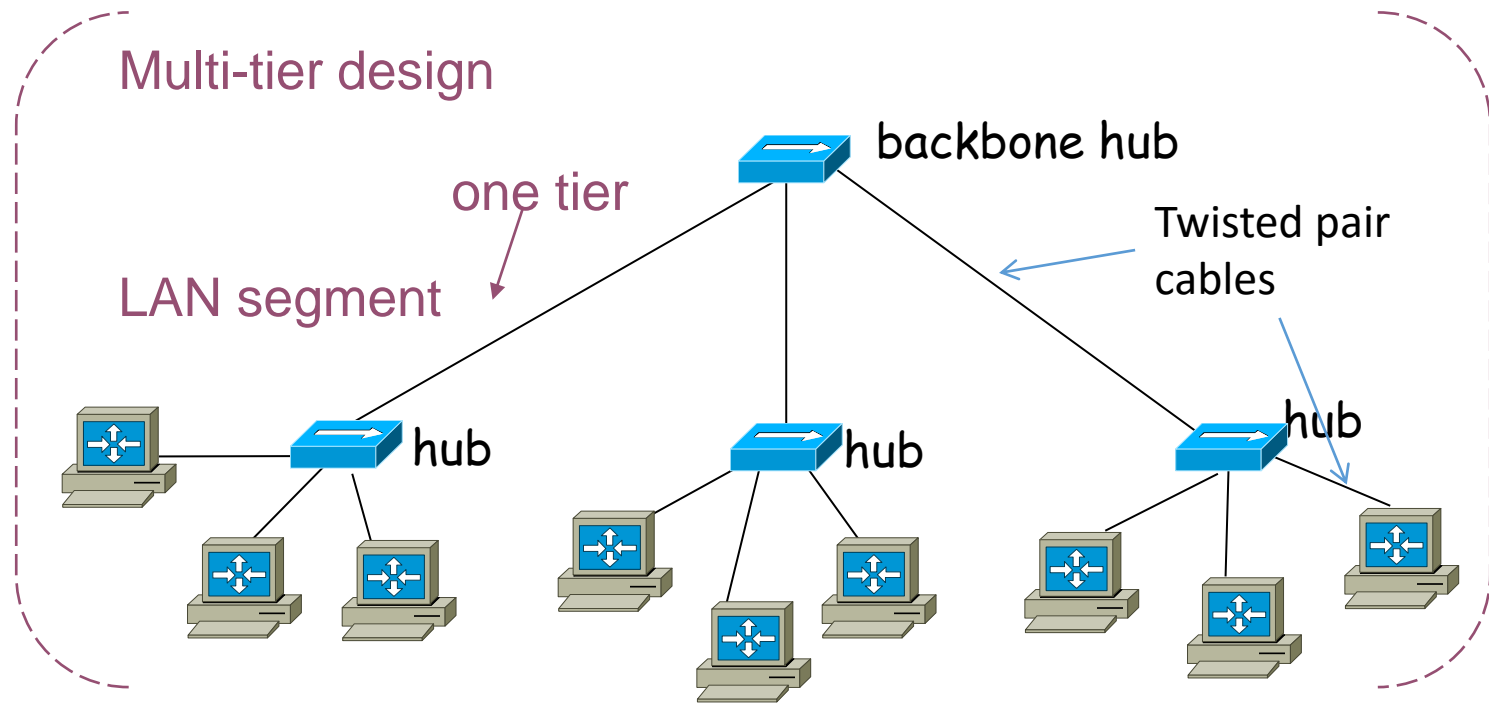 Multi-tier design
backbone hub
one tier
Twisted pair
cables
LAN segment
hub
hub
hub